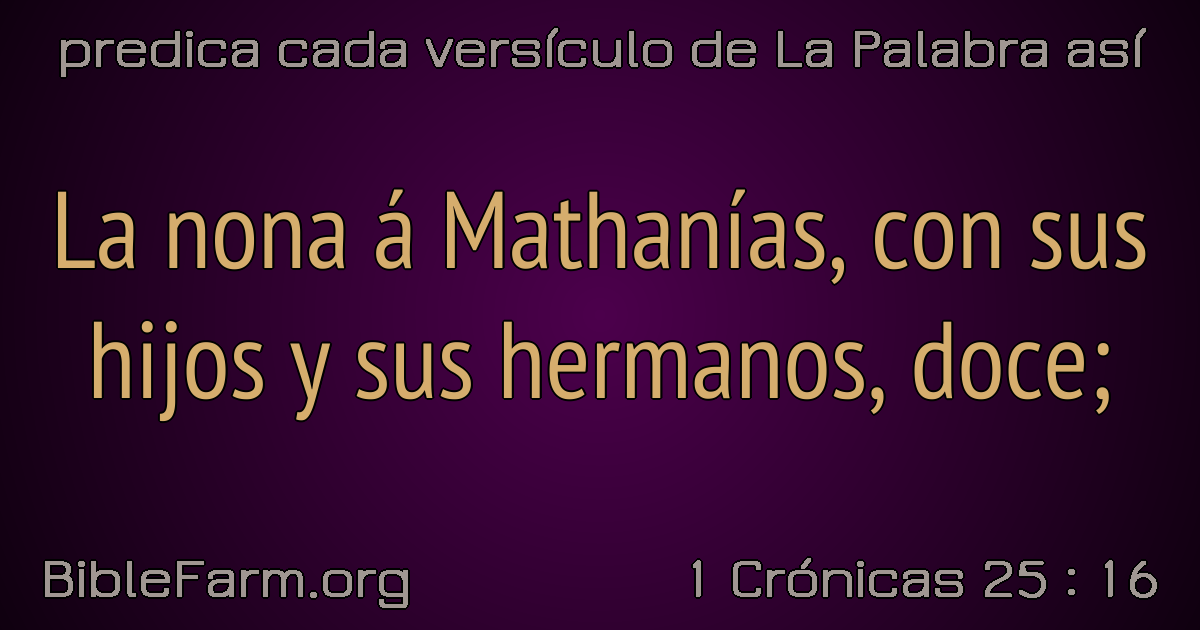 predica cada versículo de La Palabra así
La nona á Mathanías, con sus
hijos y sus hermanos, doce;
BibleFarm.org
1 Crónicas 25 : 16